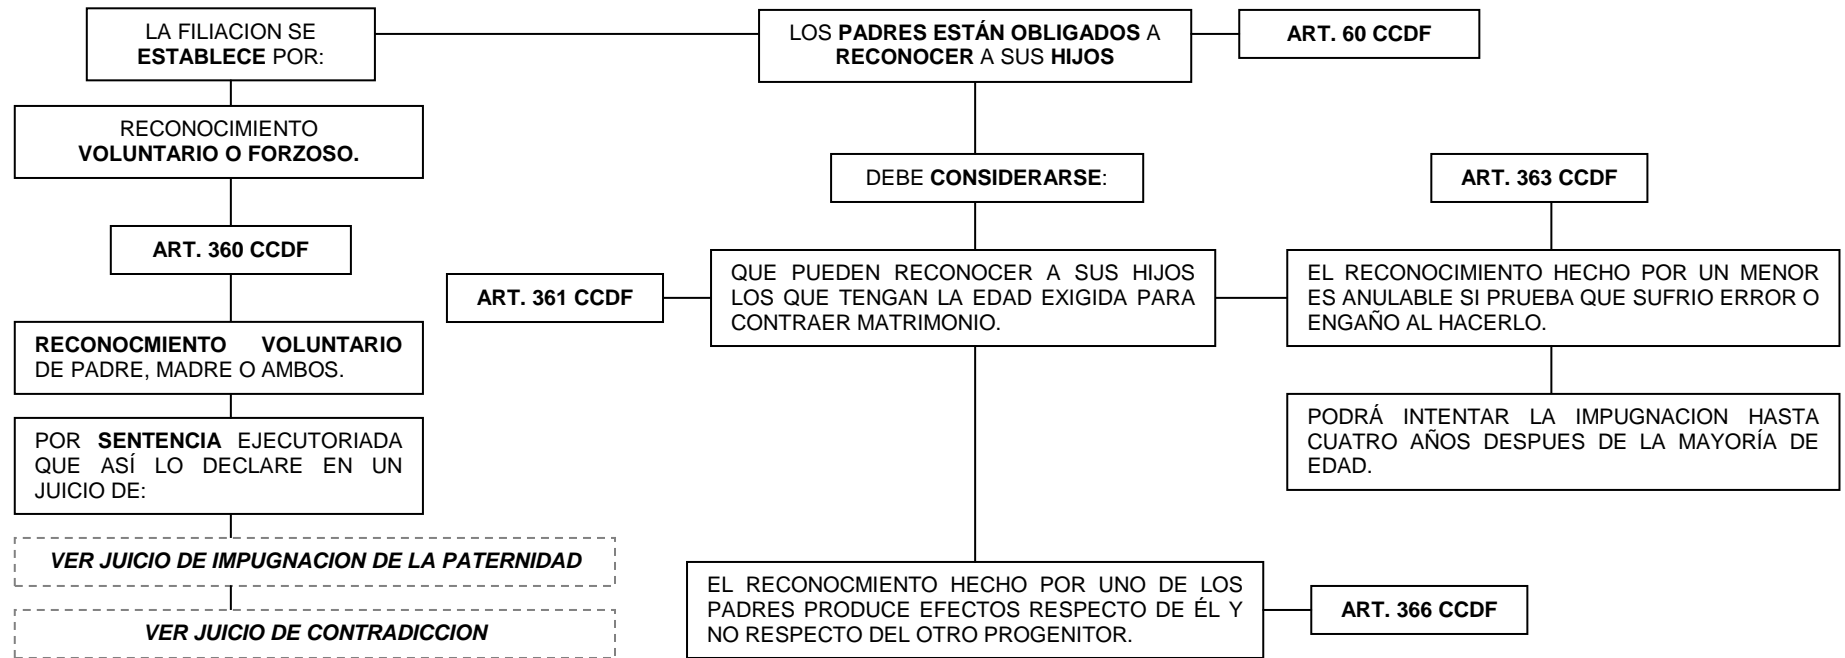 LA FILIACION SE
ESTABLECE POR:
LOS PADRES ESTÁN OBLIGADOS A
RECONOCER A SUS HIJOS
ART. 60 CCDF
RECONOCIMIENTO
VOLUNTARIO O FORZOSO.
DEBE CONSIDERARSE:
ART. 363 CCDF
ART. 360 CCDF
ART. 361 CCDF
QUE PUEDEN RECONOCER A SUS HIJOS
LOS QUE TENGAN LA EDAD EXIGIDA PARA
CONTRAER MATRIMONIO.
EL RECONOCIMIENTO HECHO POR UN MENOR
ES ANULABLE SI PRUEBA QUE SUFRIO ERROR O
ENGAÑO AL HACERLO.
RECONOCMIENTO VOLUNTARIO
DE PADRE, MADRE O AMBOS.
POR SENTENCIA EJECUTORIADA
QUE ASÍ LO DECLARE EN UN
JUICIO DE:
PODRÁ INTENTAR LA IMPUGNACION HASTA
CUATRO AÑOS DESPUES DE LA MAYORÍA DE
EDAD.
VER JUICIO DE IMPUGNACION DE LA PATERNIDAD
VER JUICIO DE CONTRADICCION
EL RECONOCMIENTO HECHO POR UNO DE LOS
PADRES PRODUCE EFECTOS RESPECTO DE ÉL Y
NO RESPECTO DEL OTRO PROGENITOR.
ART. 366 CCDF